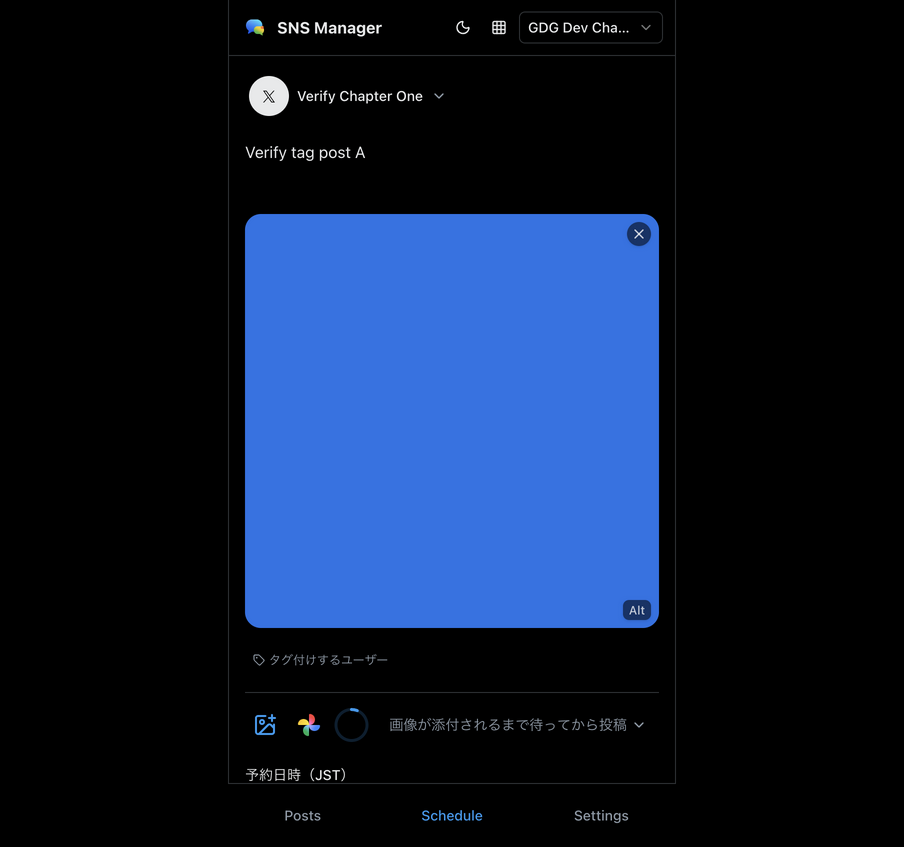 SNS Manager
GDG Dev Cha...
Verify Chapter One
Verify tag post A
Alt
タグ付けするユーザー
画像が添付されるまで待ってから投稿
予約日時（JST）
Posts
Schedule
Settings